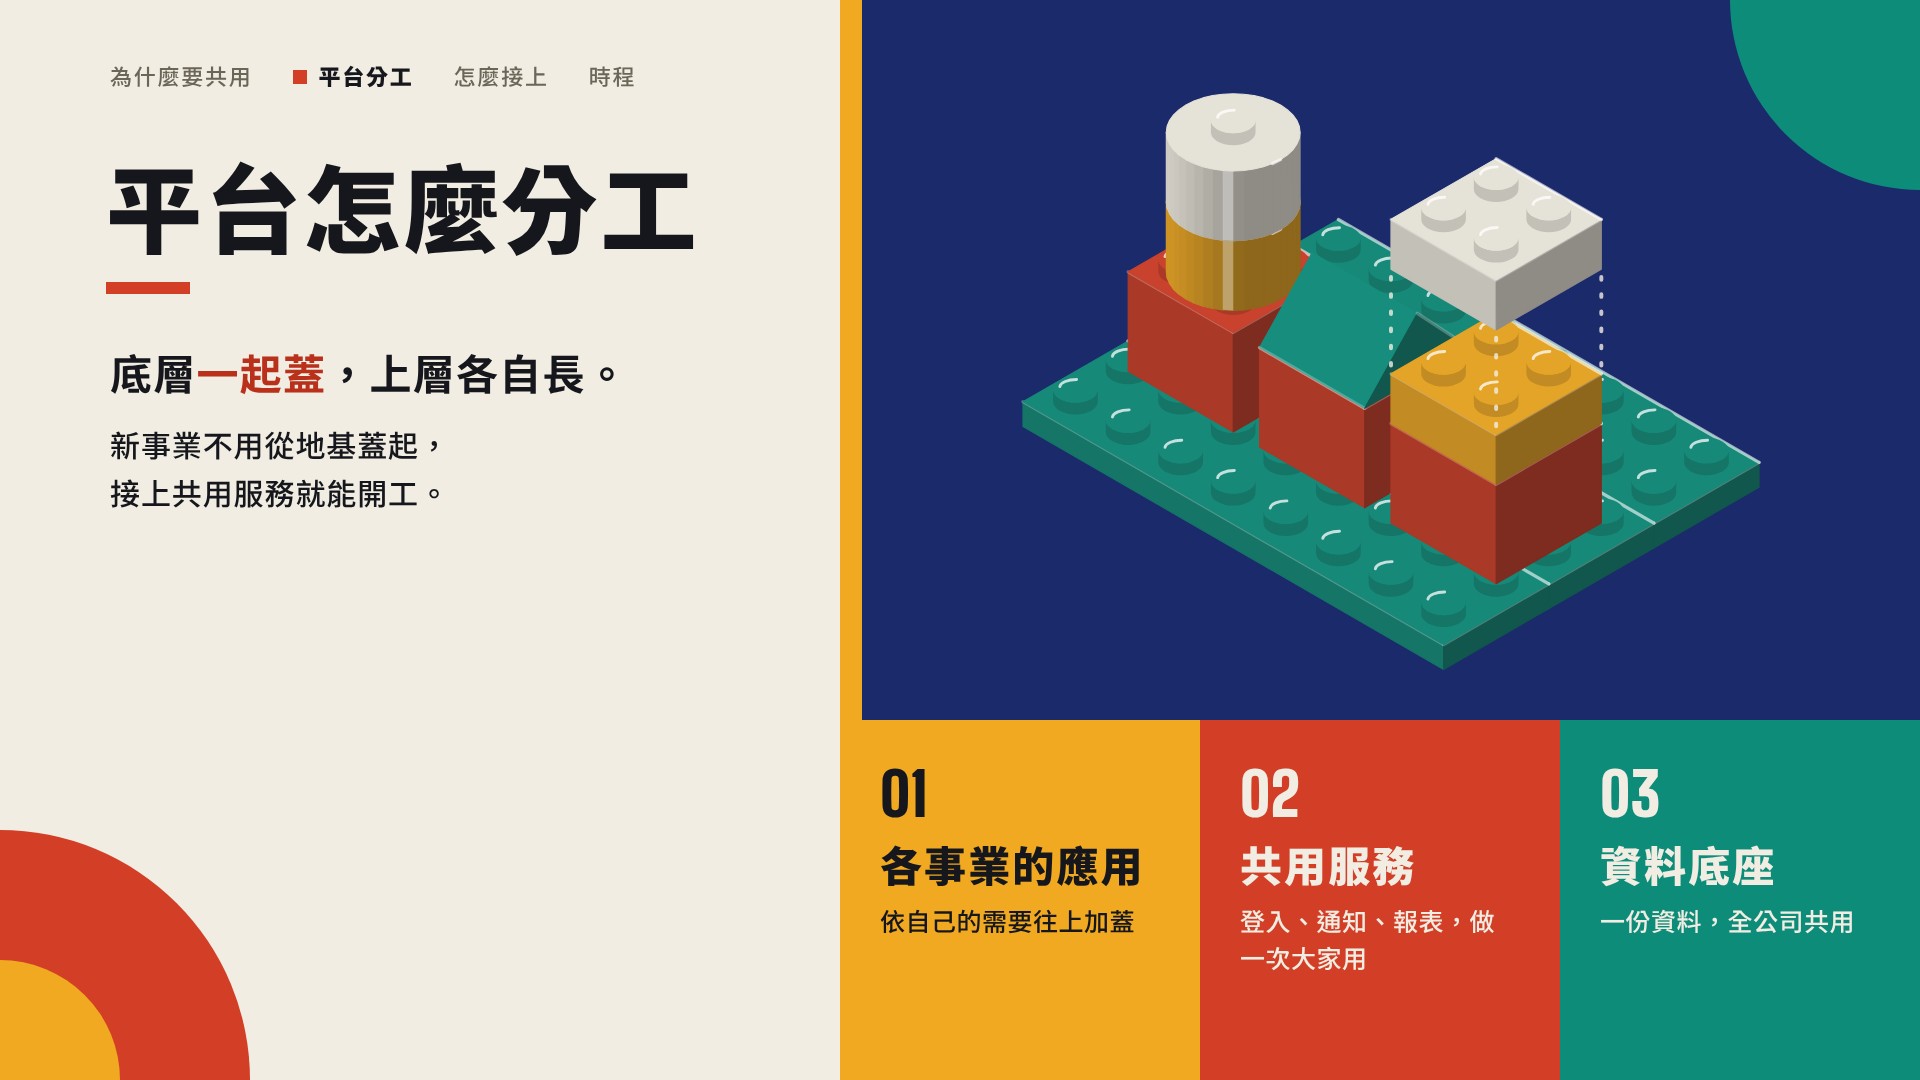 為什麼要共用 平台分工 怎麼接上 時程
平台怎麼分工
底層一起蓋，上層各自長。
新事業不用從地基蓋起，
接上共用服務就能開工。
01
各事業的應用
依自己的需要往上加蓋
02
共用服務
登入、通知、報表，做
一次大家用
03
資料底座
一份資料，全公司共用